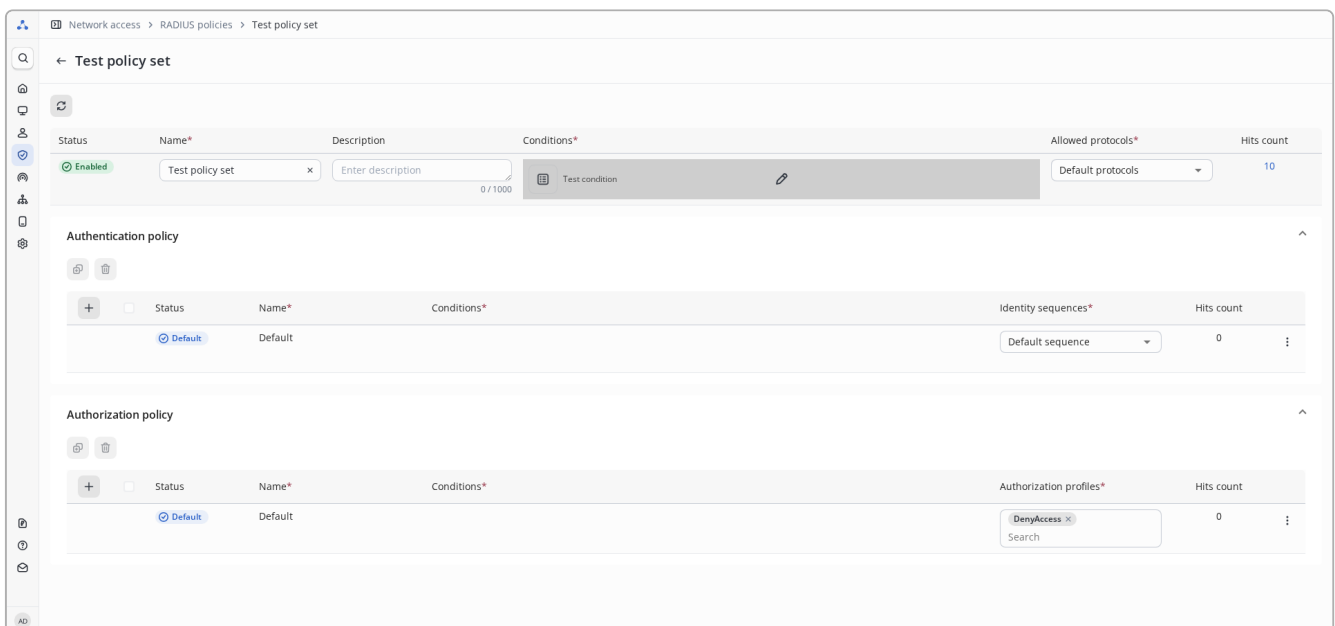 Network access > RADIUS policies > Test policy set
← Test policy set
Status Name* Description Conditions* Allowed protocols* Hits count
Enabled Test policy set × Enter description Test condition Default protocols 10
0 / 1000
Authentication policy
+ Status Name* Conditions* Identity sequences* Hits count
Default Default Default sequence 0
Authorization policy
+ Status Name* Conditions* Authorization profiles* Hits count
Default Default DenyAccess × 0
Search
AD